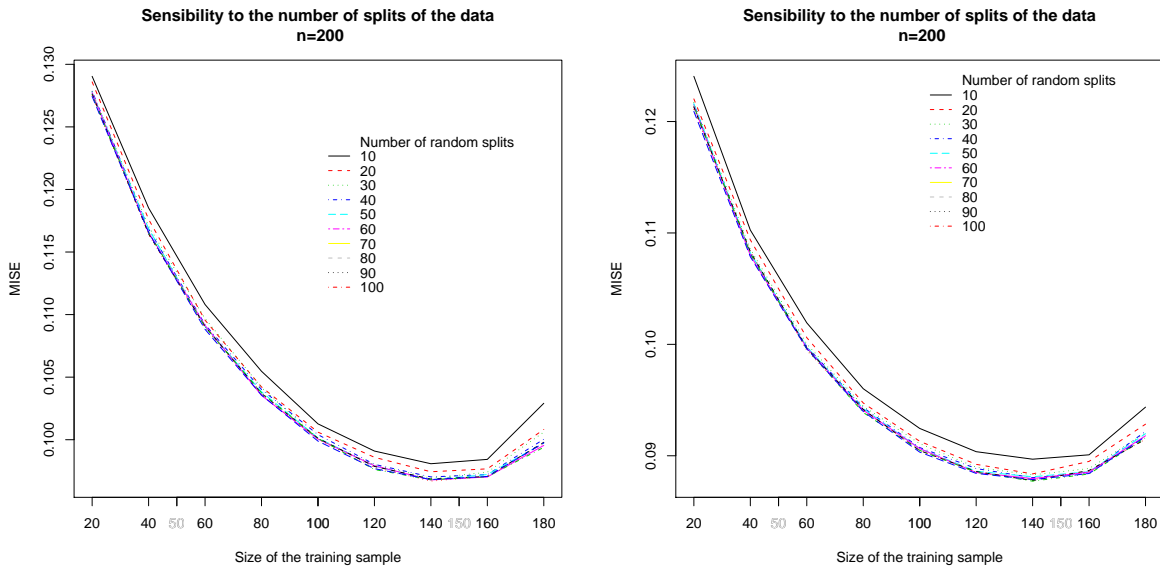 Sensibility to the number of splits of the data
n=200
MISE
0.130
0.125
0.120
0.115
0.110
0.105
0.100
Number of random splits
10
20
30
40
50
60
70
80
90
100
20 40 50 60 80 100 120 140 150 160 180
Size of the training sample
Sensibility to the number of splits of the data
n=200
MISE
0.12
0.11
0.10
0.09
Number of random splits
10
20
30
40
50
60
70
80
90
100
20 40 50 60 80 100 120 140 150 160 180
Size of the training sample